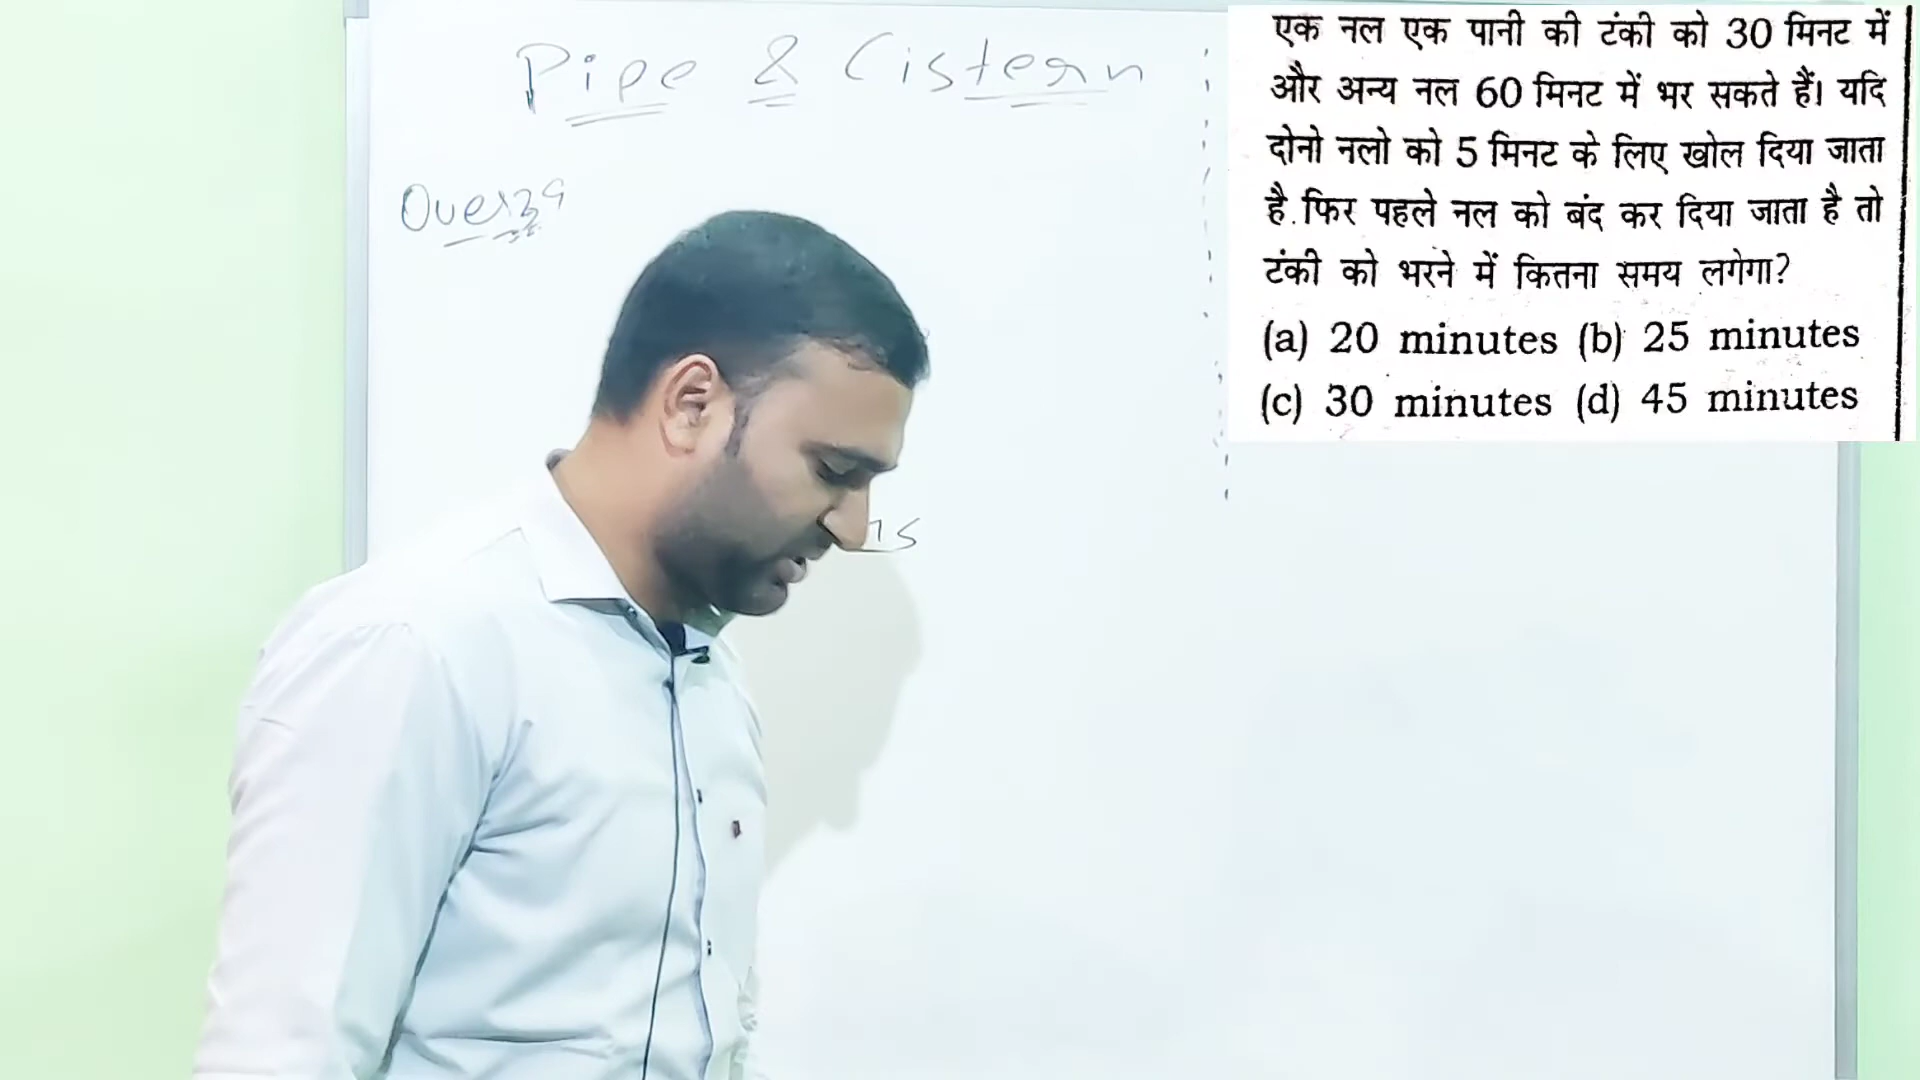 Pipe & Cistern
एक नल एक पानी की टंकी को 30 मिनट में
और अन्य नल 60 मिनट में भर सकते हैं। यदि
दोनो नलो को 5 मिनट के लिए खोल दिया जाता
है.फिर पहले नल को बंद कर दिया जाता है तो
टंकी को भरने में कितना समय लगेगा?
(a) 20 minutes (b) 25 minutes
(c) 30 minutes (d) 45 minutes